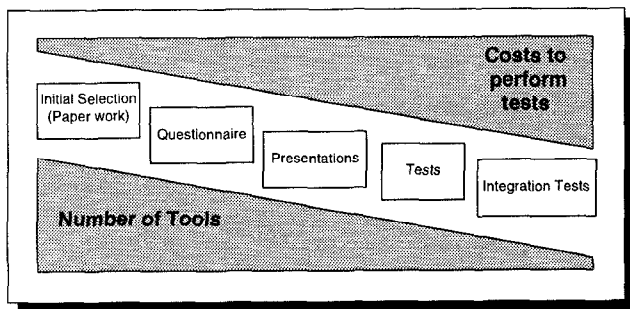 Costs to
perform
tests
Initial Selection
(Paper work)
Questionnaire
Presentations
Tests
Integration Tests
Number of Tools